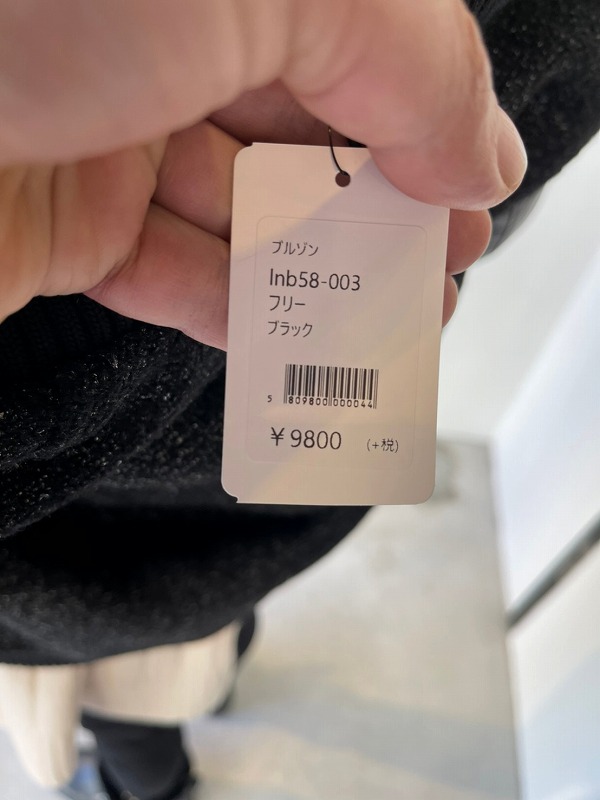 ブルゾン
lnb58-003
フリー
ブラック
5 809800 000044
¥9800 (+税)